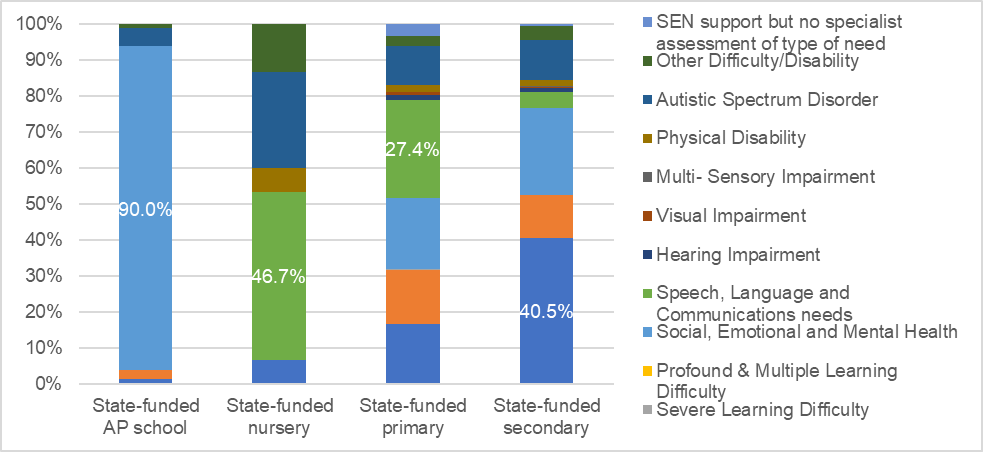 100%
90%
80%
70%
60%
50%
40%
30%
20%
10%
0%
90.0%
46.7%
27.4%
40.5%
State-funded
AP school
State-funded
nursery
State-funded
primary
State-funded
secondary
SEN support but no specialist
assessment of type of need
Other Difficulty/Disability
Autistic Spectrum Disorder
Physical Disability
Multi- Sensory Impairment
Visual Impairment
Hearing Impairment
Speech, Language and
Communications needs
Social, Emotional and Mental Health
Profound & Multiple Learning
Difficulty
Severe Learning Difficulty